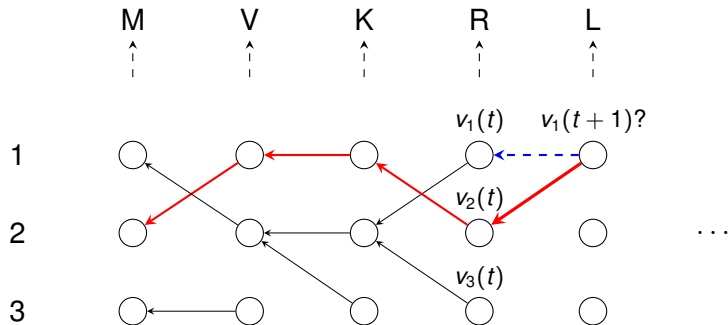 M V K R L
v₁(t) v₁(t + 1)?
1
v₂(t)
2 ⋯
v₃(t)
3